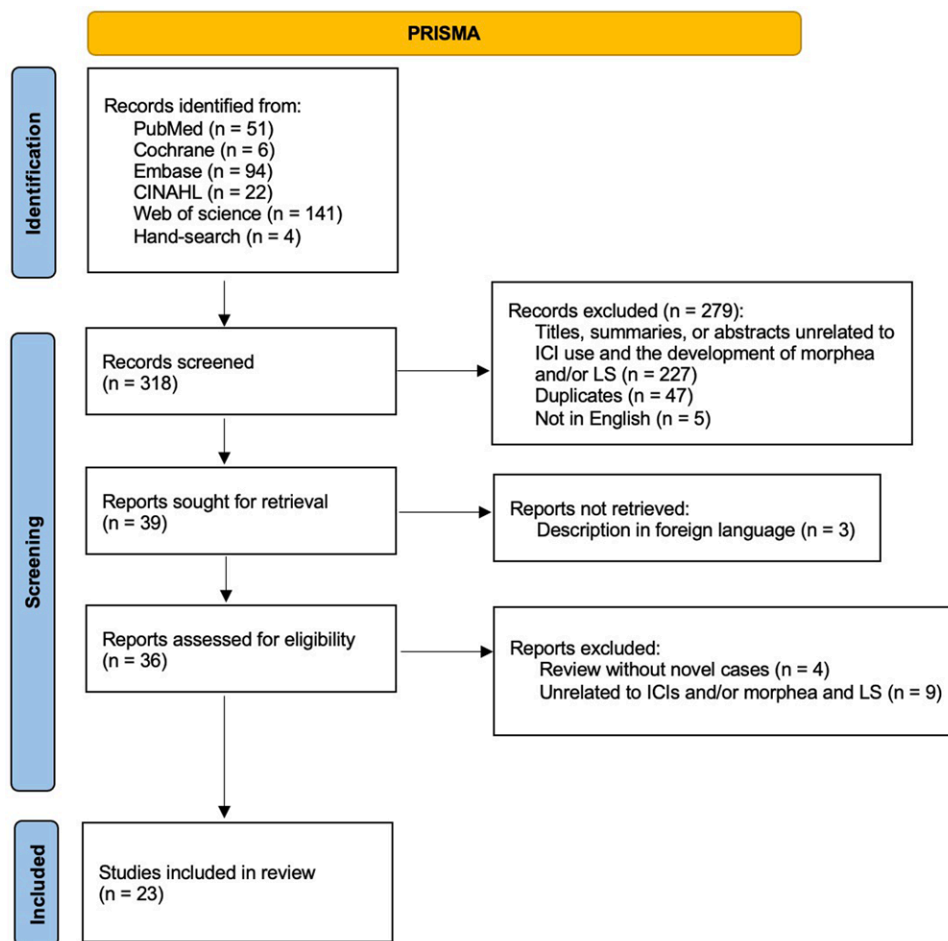 PRISMA
Identification
Records identified from:
PubMed (n = 51)
Cochrane (n = 6)
Embase (n = 94)
CINAHL (n = 22)
Web of science (n = 141)
Hand-search (n = 4)
Screening
Records screened
(n = 318)
Records excluded (n = 279):
Titles, summaries, or abstracts unrelated to
ICI use and the development of morphea
and/or LS (n = 227)
Duplicates (n = 47)
Not in English (n = 5)
Reports sought for retrieval
(n = 39)
Reports not retrieved:
Description in foreign language (n = 3)
Reports assessed for eligibility
(n = 36)
Reports excluded:
Review without novel cases (n = 4)
Unrelated to ICIs and/or morphea and LS (n = 9)
Included
Studies included in review
(n = 23)